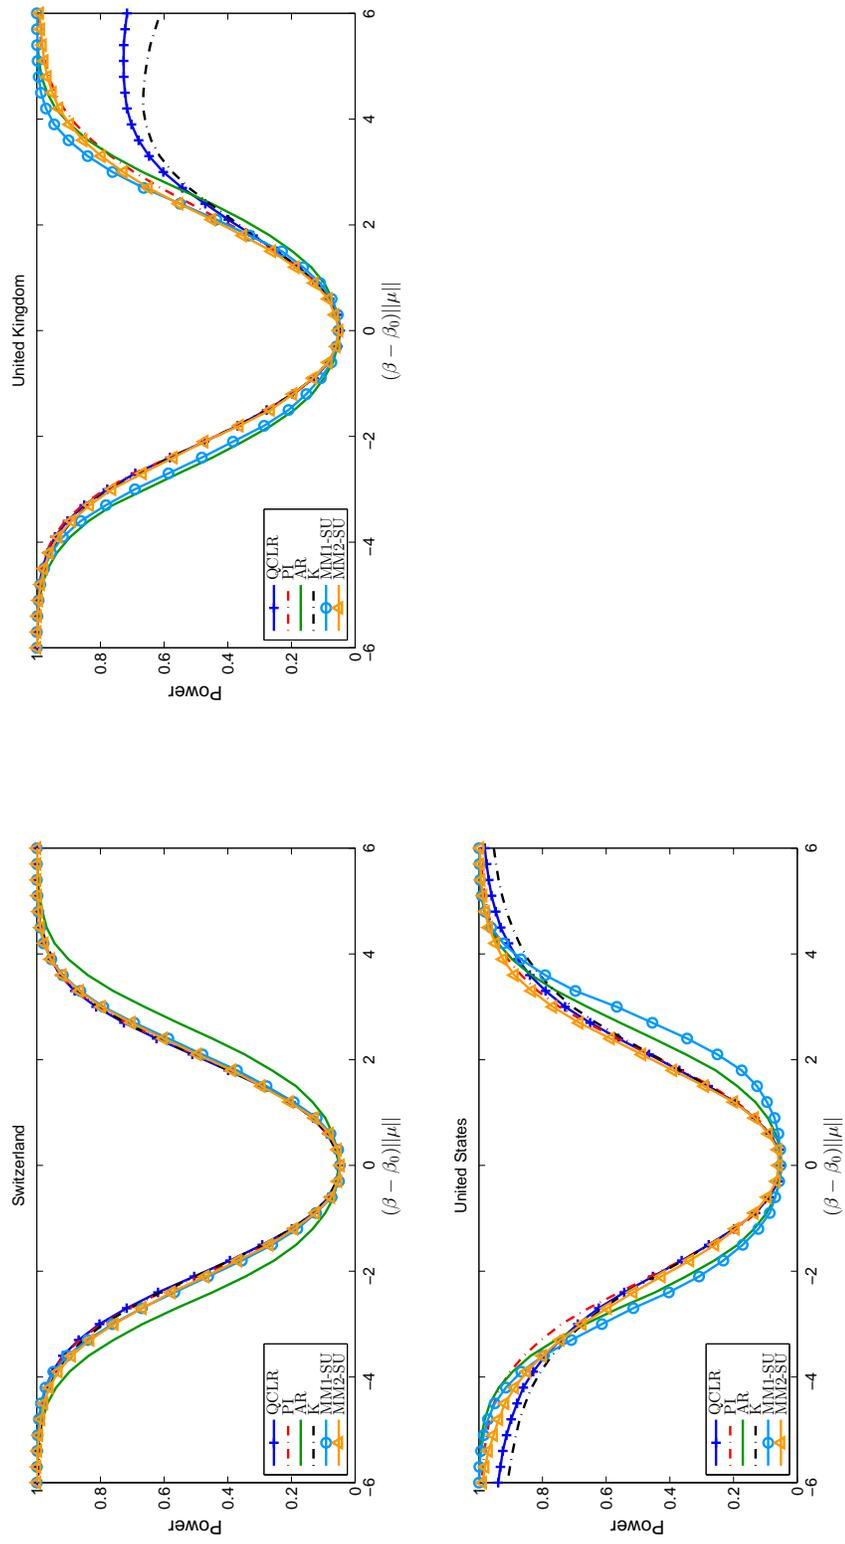 Switzerland
Power
1
0.8
0.6
0.4
0.2
0
−6
−4
−2
0
2
4
6
(β − β0)||μ||
QCLR
PI
AR
K
MM1-SU
MM2-SU
United Kingdom
Power
1
0.8
0.6
0.4
0.2
0
−6
−4
−2
0
2
4
6
(β − β0)||μ||
QCLR
PI
AR
K
MM1-SU
MM2-SU
United States
Power
1
0.8
0.6
0.4
0.2
0
−6
−4
−2
0
2
4
6
(β − β0)||μ||
QCLR
PI
AR
K
MM1-SU
MM2-SU